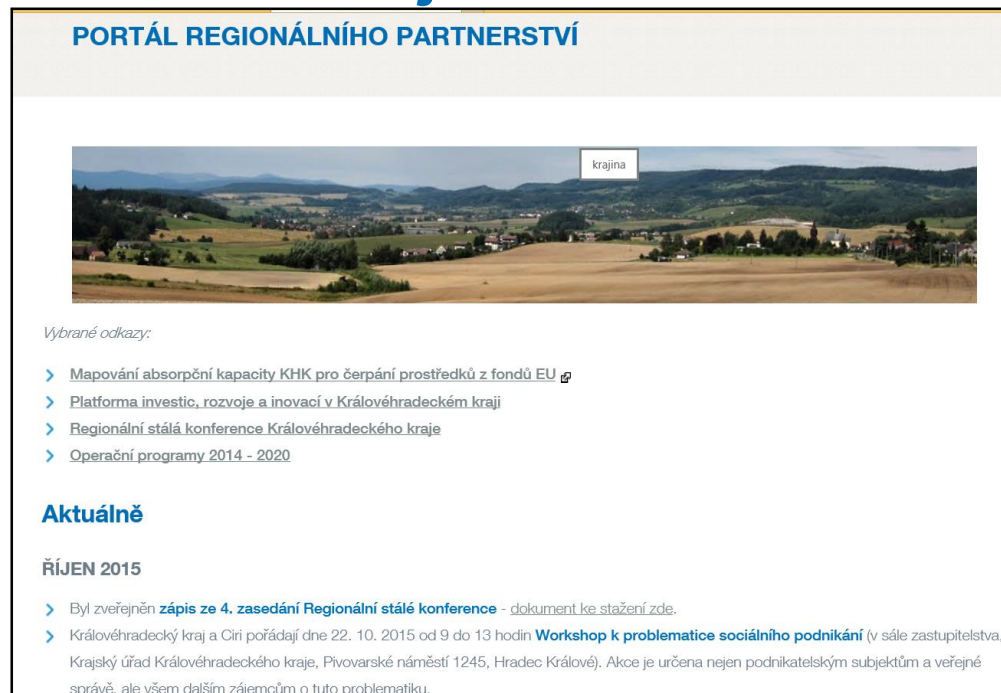 PORTÁL REGIONÁLNÍHO PARTNERSTVÍ
krajina
Vybrané odkazy:
Mapování absorpční kapacity KHK pro čerpání prostředků z fondů EU
Platforma investic, rozvoje a inovací v Královéhradeckém kraji
Regionální stálá konference Královéhradeckého kraje
Operační programy 2014 - 2020
Aktuálně
ŘÍJEN 2015
Byl zveřejněn zápis ze 4. zasedání Regionální stálé konference - dokument ke stažení zde.
Královéhradecký kraj a Ciri pořádají dne 22. 10. 2015 od 9 do 13 hodin Workshop k problematice sociálního podnikání (v sále zastupitelstva,
Krajský úřad Královéhradeckého kraje, Pivovarské náměstí 1245, Hradec Králové). Akce je určena nejen podnikatelským subjektům a veřejné
správě, ale všem dalším zájemcům o tuto problematiku.